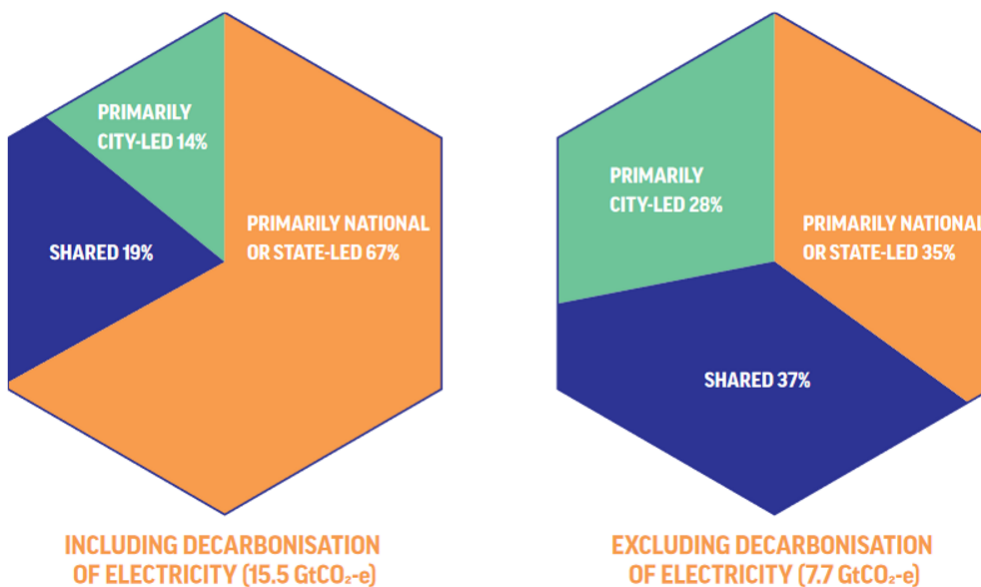 PRIMARILY
CITY-LED 14%
SHARED 19%
PRIMARILY NATIONAL
OR STATE-LED 67%
INCLUDING DECARBONISATION
OF ELECTRICITY (15.5 GtCO₂-e)
PRIMARILY
CITY-LED 28%
PRIMARILY NATIONAL
OR STATE-LED 35%
SHARED 37%
EXCLUDING DECARBONISATION
OF ELECTRICITY (7.7 GtCO₂-e)